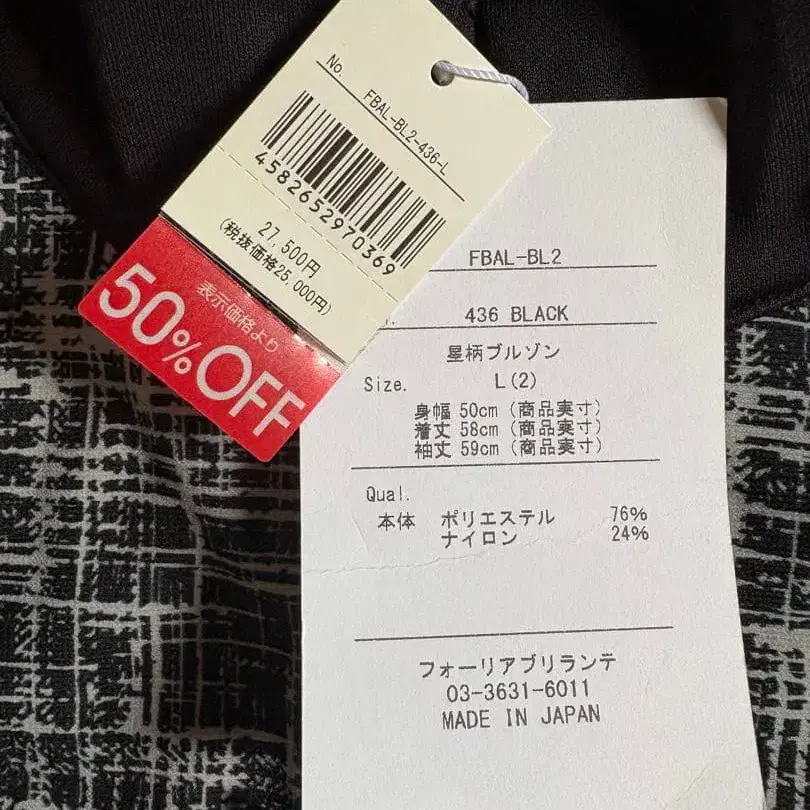 No. FBAL-BL2-436-L
4582652970369
27,500円
(税抜価格25,000円)
表示価格より
50%OFF
FBAL-BL2
436 BLACK
星柄ブルゾン
Size. L(2)
身幅 50cm (商品実寸)
着丈 58cm (商品実寸)
袖丈 59cm (商品実寸)
Qual.
本体 ポリエステル 76%
ナイロン 24%
フォーリアブリランテ
03-3631-6011
MADE IN JAPAN